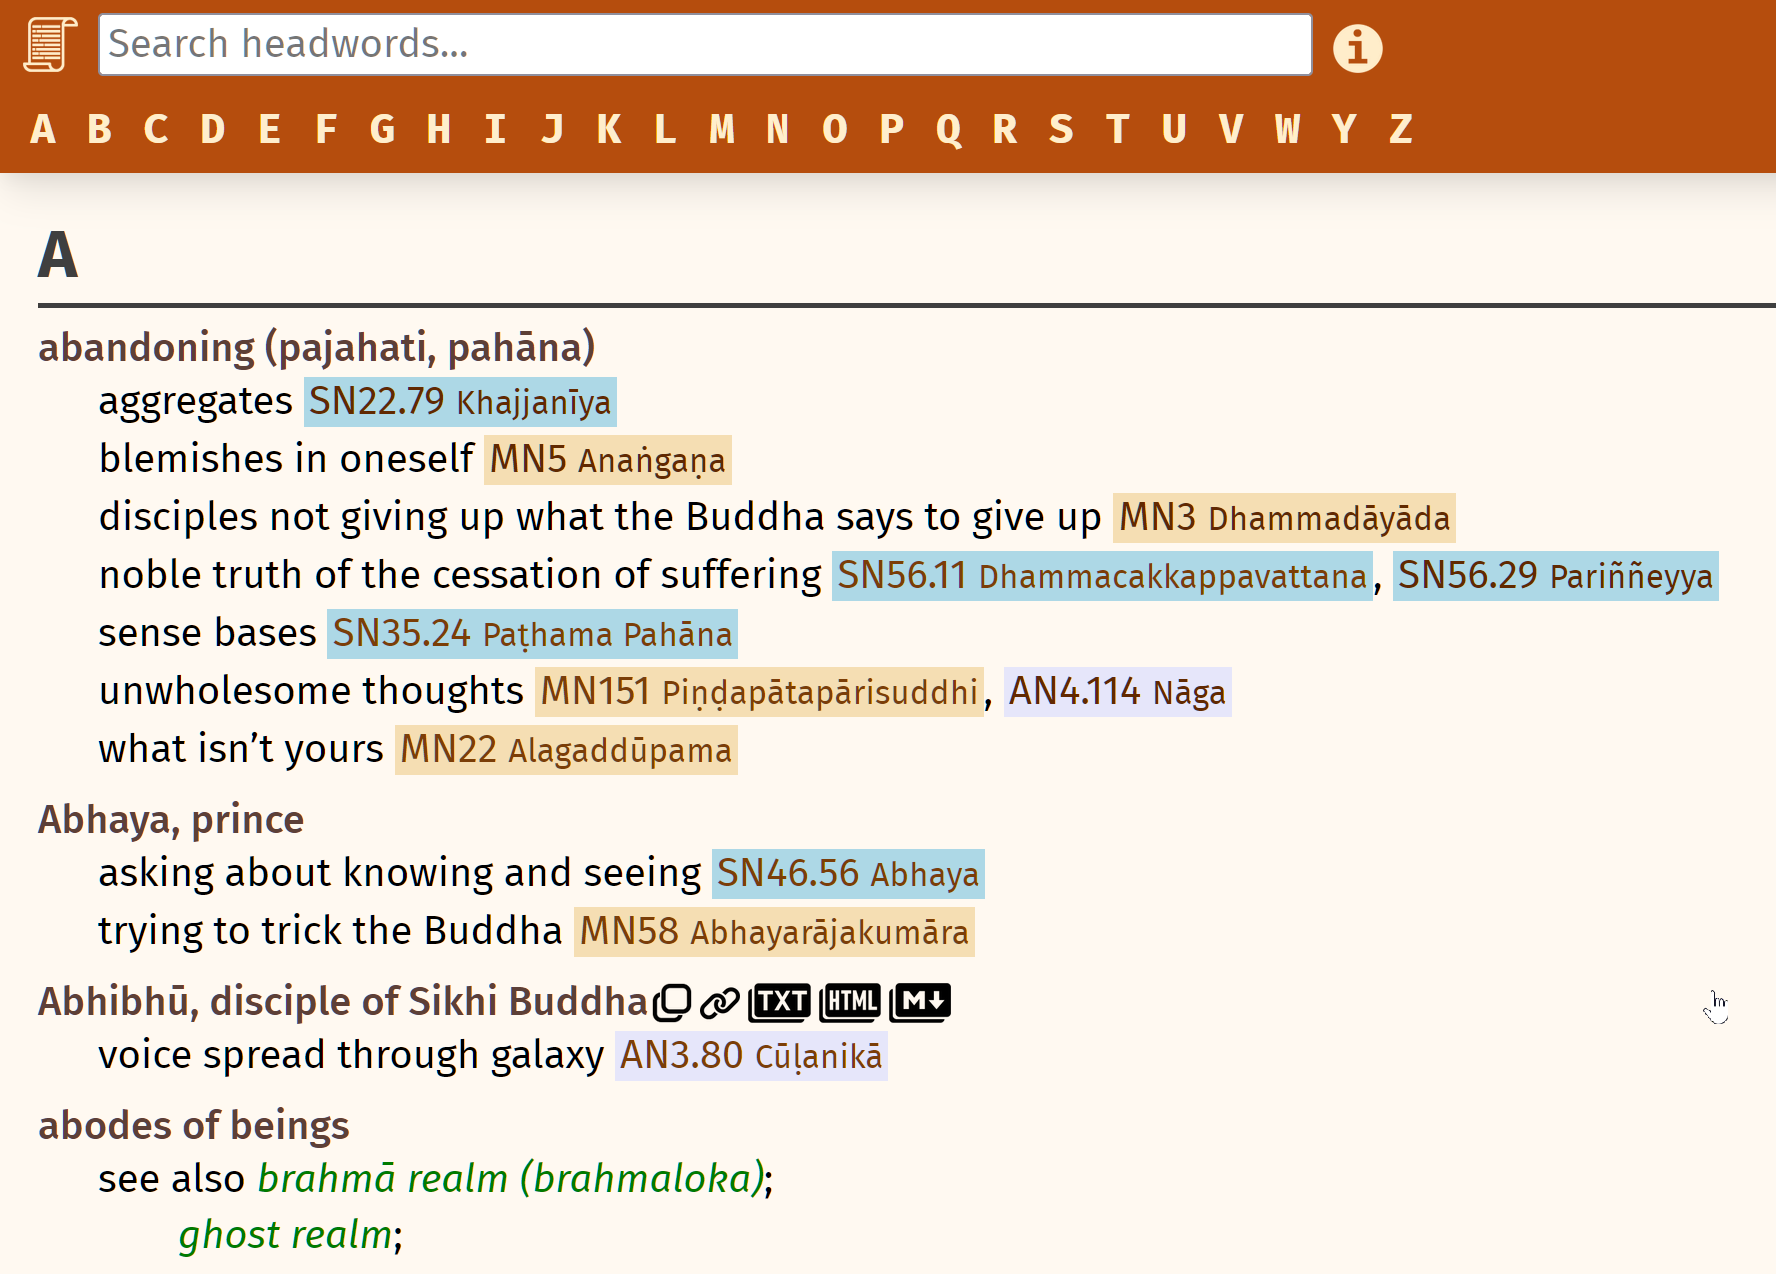 Search headwords...
A B C D E F G H I J K L M N O P Q R S T U V W Y Z
A
abandoning (pajahati, pahāna)
aggregates SN22.79 Khajjanīya
blemishes in oneself MN5 Anaṅgaṇa
disciples not giving up what the Buddha says to give up MN3 Dhammadāyāda
noble truth of the cessation of suffering SN56.11 Dhammacakkappavattana, SN56.29 Pariññeyya
sense bases SN35.24 Paṭhama Pahāna
unwholesome thoughts MN151 Piṇḍapātapārisuddhi, AN4.114 Nāga
what isn’t yours MN22 Alagaddūpama
Abhaya, prince
asking about knowing and seeing SN46.56 Abhaya
trying to trick the Buddha MN58 Abhayarājakumāra
Abhibhū, disciple of Sikhi Buddha TXT HTML M
voice spread through galaxy AN3.80 Cūḷanikā
abodes of beings
see also brahmā realm (brahmaloka);
ghost realm;